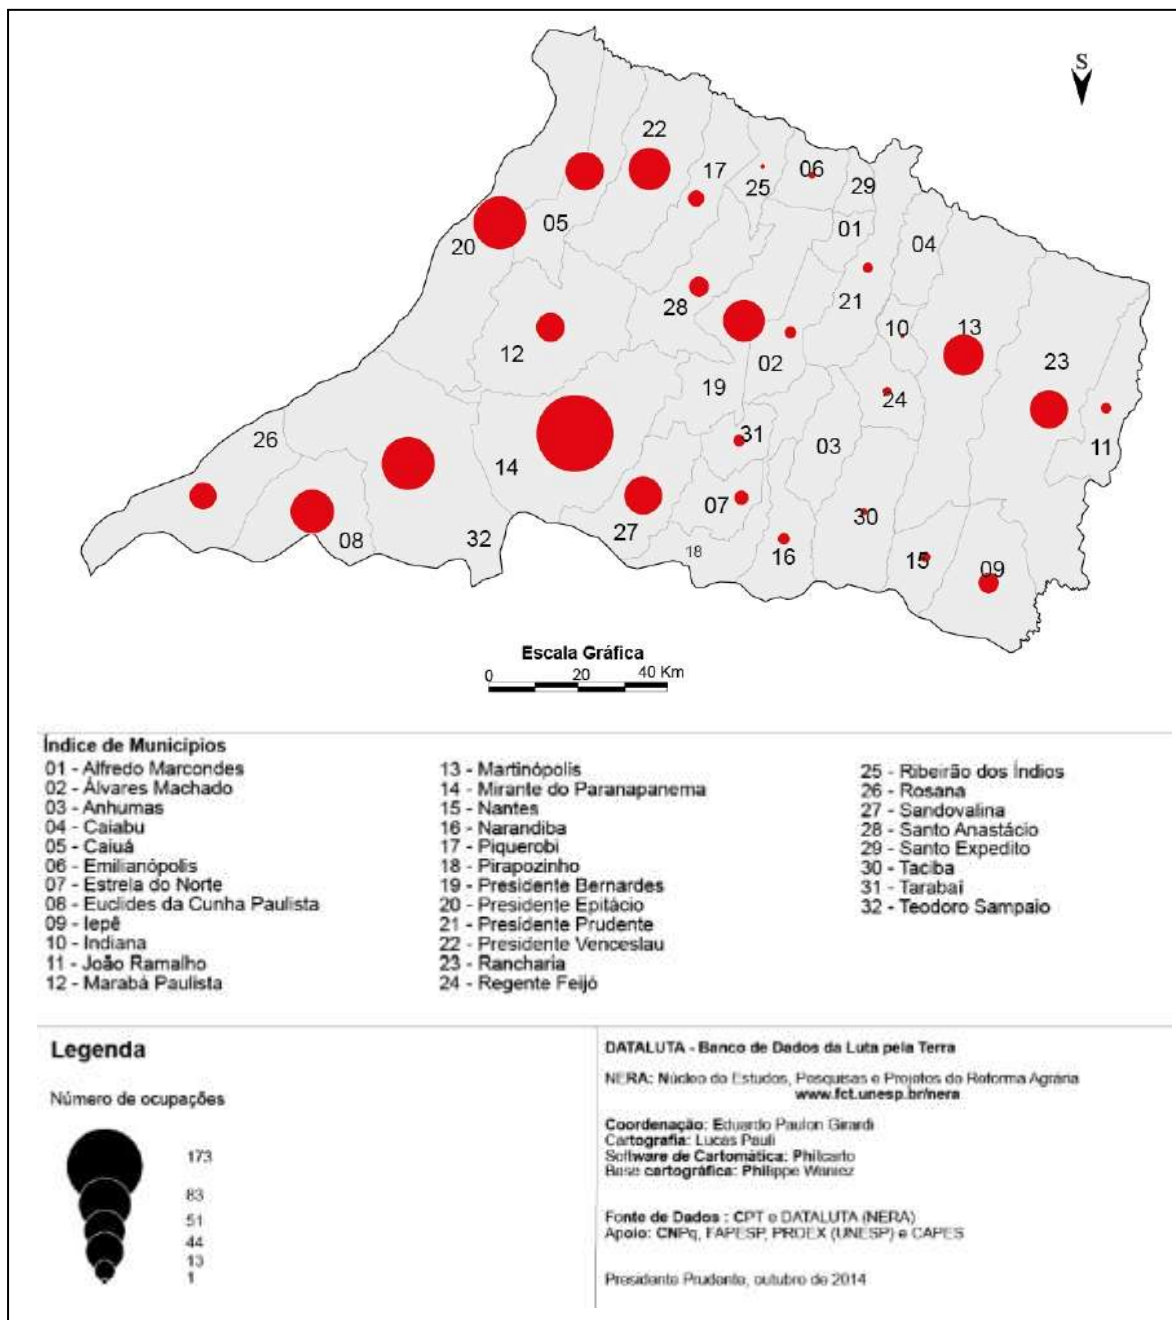 S
22
17
25
06
29
05
20
01
04
21
28
10
13
12
02
23
19
24
26
31
03
11
14
07
27
30
08
32
18
16
15
09
Escala Gráfica
0 20 40 Km
Índice de Municípios
01 - Alfredo Marcondes
02 - Álvares Machado
03 - Anhumas
04 - Caiabu
05 - Caiuá
06 - Emilianópolis
07 - Estrela do Norte
08 - Euclides da Cunha Paulista
09 - Iepê
10 - Indiana
11 - João Ramalho
12 - Marabá Paulista
13 - Martinópolis
14 - Mirante do Paranapanema
15 - Nantes
16 - Narandiba
17 - Piquerobi
18 - Pirapozinho
19 - Presidente Bernardes
20 - Presidente Epitácio
21 - Presidente Prudente
22 - Presidente Venceslau
23 - Rancharia
24 - Regente Feijó
25 - Ribeirão dos Índios
26 - Rosana
27 - Sandovalina
28 - Santo Anastácio
29 - Santo Expedito
30 - Taciba
31 - Tarabai
32 - Teodoro Sampaio
Legenda
Número de ocupações
173
83
51
44
13
1
DATALUTA - Banco de Dados da Luta pela Terra
NERA: Núcleo de Estudos, Pesquisas e Projetos de Reforma Agrária
www.fct.unesp.br/nera
Coordenação: Eduardo Paulon Girardi
Cartografia: Lucas Pauli
Software de Cartomática: Philcarto
Base cartográfica: Philippe Waniez
Fonte de Dados : CPT e DATALUTA (NERA)
Apoio: CNPq, FAPESP, PROEX (UNESP) e CAPES
Presidente Prudente, outubro de 2014